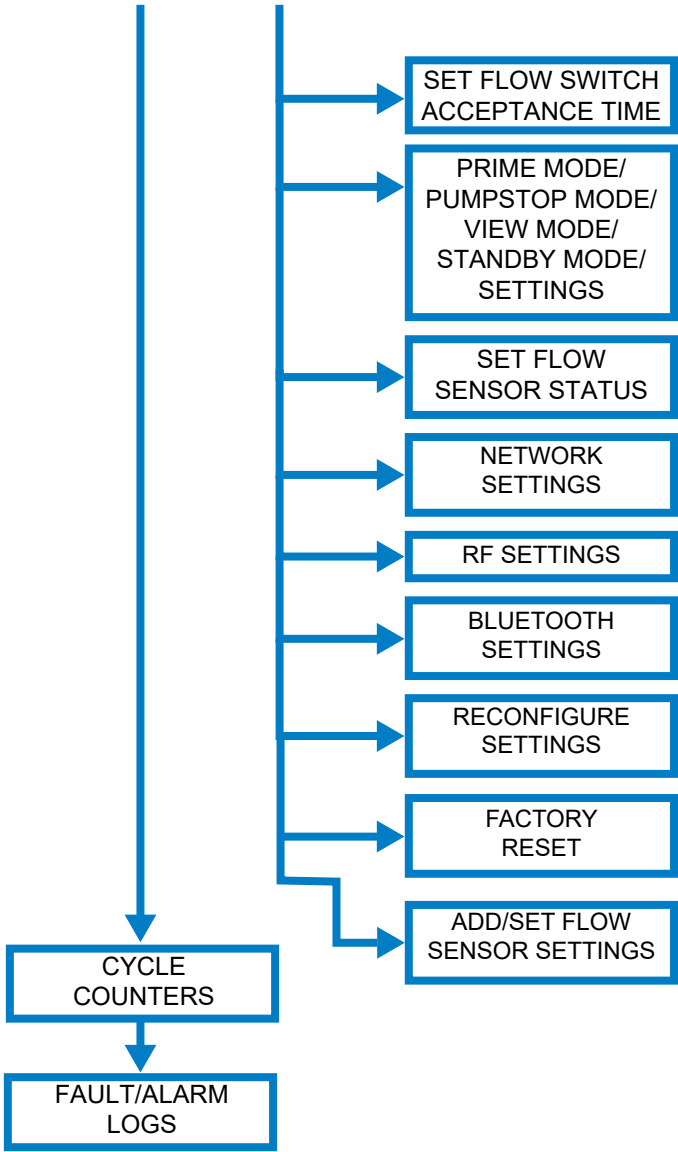 SET FLOW SWITCH
ACCEPTANCE TIME
PRIME MODE/
PUMPSTOP MODE/
VIEW MODE/
STANDBY MODE/
SETTINGS
SET FLOW
SENSOR STATUS
NETWORK
SETTINGS
RF SETTINGS
BLUETOOTH
SETTINGS
RECONFIGURE
SETTINGS
FACTORY
RESET
ADD/SET FLOW
SENSOR SETTINGS
CYCLE
COUNTERS
FAULT/ALARM
LOGS